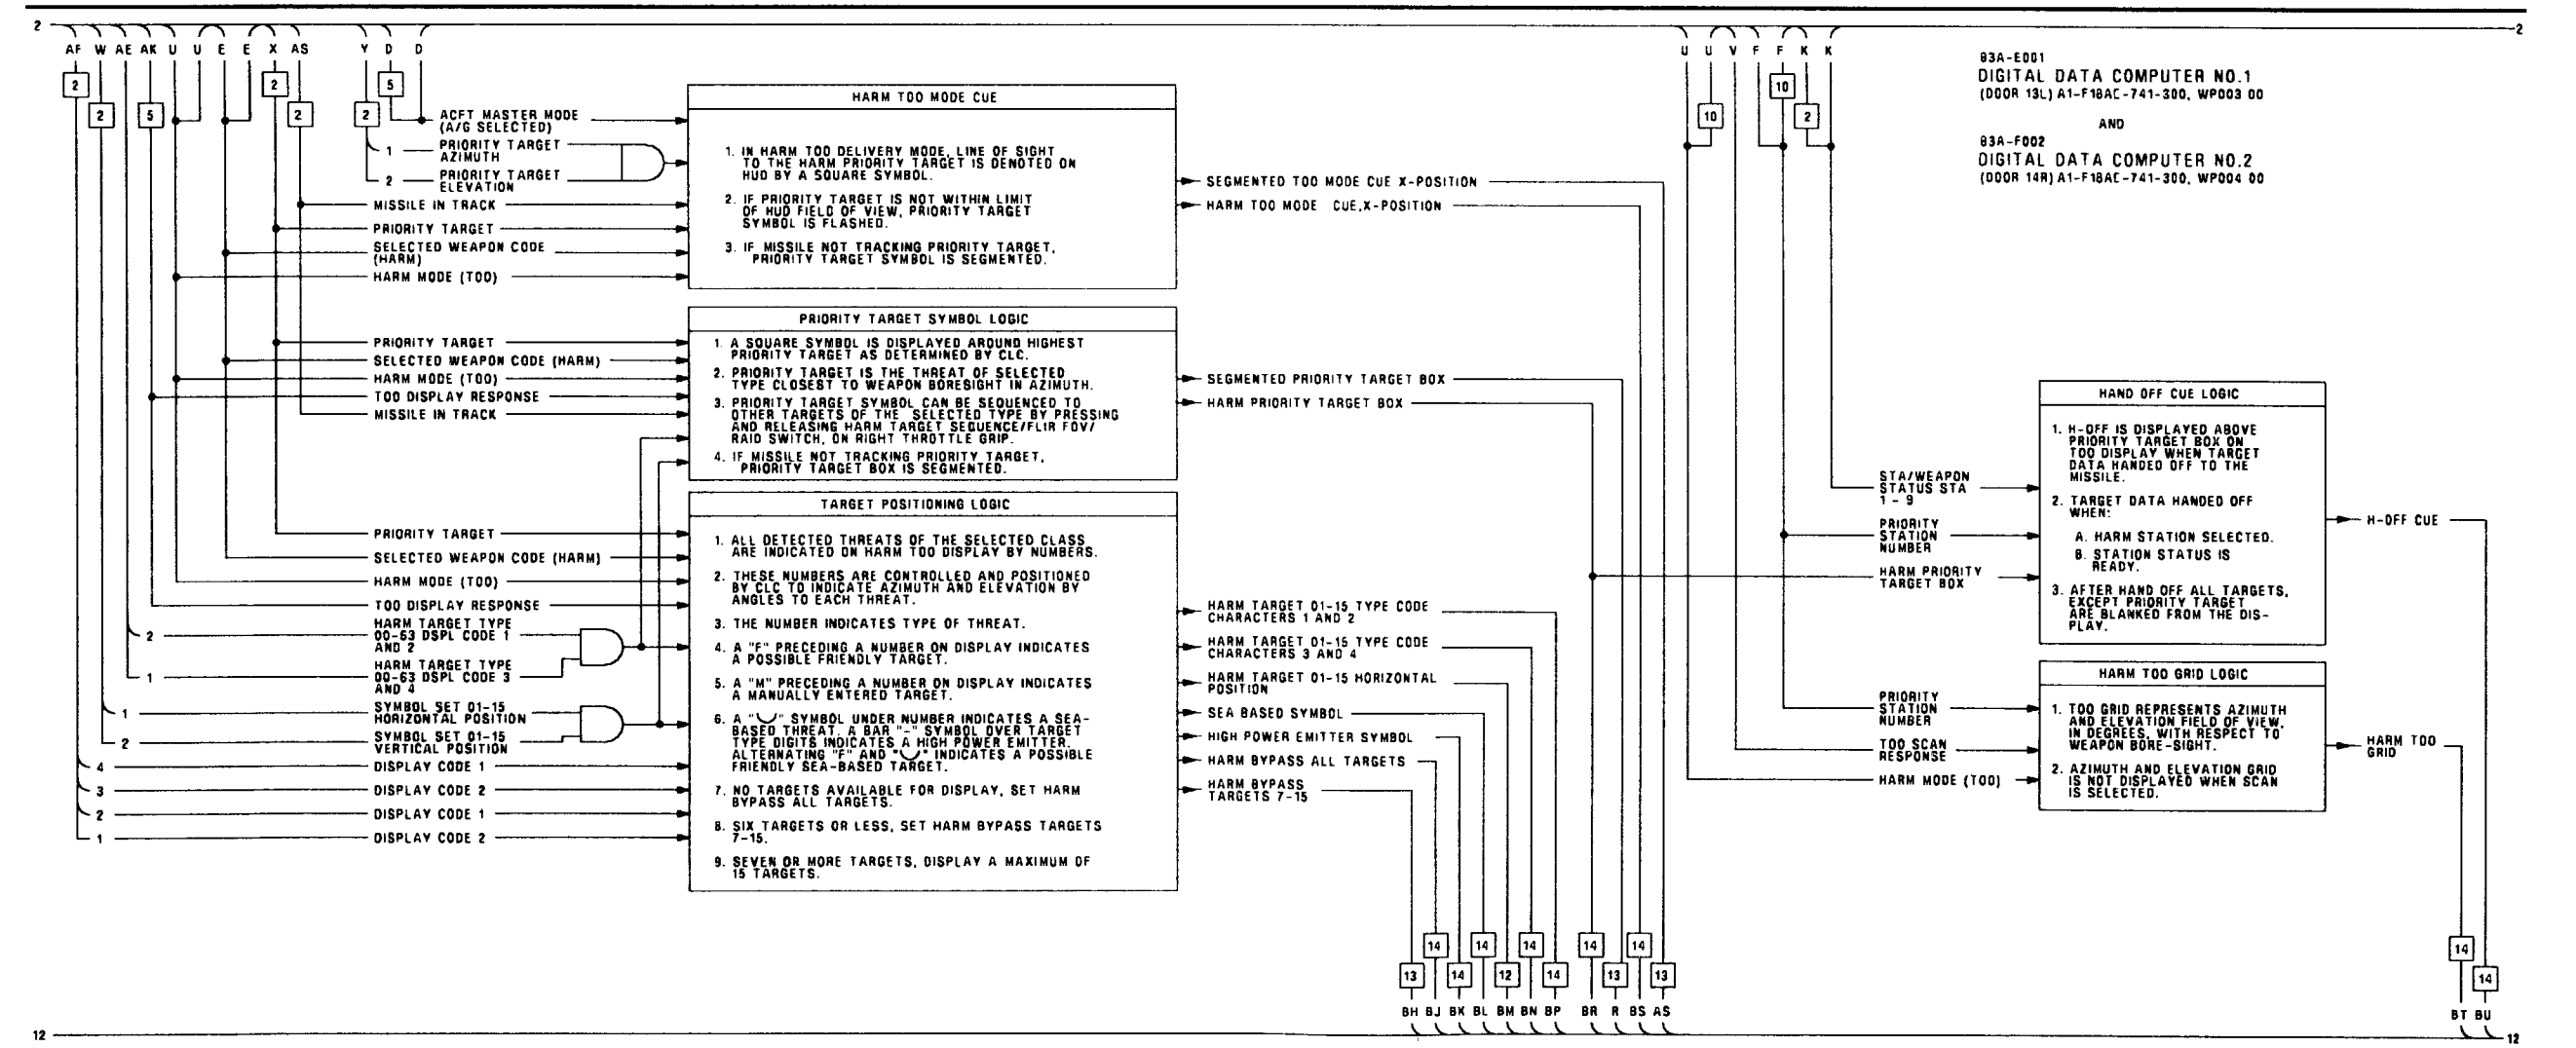 2
2
AF W AE AK U U E E X AS Y D D
U U V F F K K
2 2 5 2 2 2 5
10 10 2
83A-E001
DIGITAL DATA COMPUTER NO.1
(DOOR 13L) A1-F18AC-741-300, WP003 00
AND
83A-F002
DIGITAL DATA COMPUTER NO.2
(DOOR 14R) A1-F18AC-741-300, WP004 00
ACFT MASTER MODE
(A/G SELECTED)
1 PRIORITY TARGET
AZIMUTH
2 PRIORITY TARGET
ELEVATION
MISSILE IN TRACK
PRIORITY TARGET
SELECTED WEAPON CODE
(HARM)
HARM MODE (TOO)
HARM TOO MODE CUE
1. IN HARM TOO DELIVERY MODE, LINE OF SIGHT
TO THE HARM PRIORITY TARGET IS DENOTED ON
HUD BY A SQUARE SYMBOL.
2. IF PRIORITY TARGET IS NOT WITHIN LIMIT
OF HUD FIELD OF VIEW, PRIORITY TARGET
SYMBOL IS FLASHED.
3. IF MISSILE NOT TRACKING PRIORITY TARGET,
PRIORITY TARGET SYMBOL IS SEGMENTED.
SEGMENTED TOO MODE CUE X-POSITION
HARM TOO MODE CUE,X-POSITION
PRIORITY TARGET
SELECTED WEAPON CODE (HARM)
HARM MODE (TOO)
TOO DISPLAY RESPONSE
MISSILE IN TRACK
PRIORITY TARGET SYMBOL LOGIC
1. A SQUARE SYMBOL IS DISPLAYED AROUND HIGHEST
PRIORITY TARGET AS DETERMINED BY CLC.
2. PRIORITY TARGET IS THE THREAT OF SELECTED
TYPE CLOSEST TO WEAPON BORESIGHT IN AZIMUTH.
3. PRIORITY TARGET SYMBOL CAN BE SEQUENCED TO
OTHER TARGETS OF THE SELECTED TYPE BY PRESSING
AND RELEASING HARM TARGET SEQUENCE/FLIR FOV/
RAID SWITCH, ON RIGHT THROTTLE GRIP.
4. IF MISSILE NOT TRACKING PRIORITY TARGET,
PRIORITY TARGET BOX IS SEGMENTED.
SEGMENTED PRIORITY TARGET BOX
HARM PRIORITY TARGET BOX
PRIORITY TARGET
SELECTED WEAPON CODE (HARM)
HARM MODE (TOO)
TOO DISPLAY RESPONSE
HARM TARGET TYPE
2 00-63 DSPL CODE 1
AND 2
HARM TARGET TYPE
1 00-63 DSPL CODE 3
AND 4
1 SYMBOL SET 01-15
HORIZONTAL POSITION
2 SYMBOL SET 01-15
VERTICAL POSITION
4 DISPLAY CODE 1
3 DISPLAY CODE 2
2 DISPLAY CODE 1
1 DISPLAY CODE 2
TARGET POSITIONING LOGIC
1. ALL DETECTED THREATS OF THE SELECTED CLASS
ARE INDICATED ON HARM TOO DISPLAY BY NUMBERS.
2. THESE NUMBERS ARE CONTROLLED AND POSITIONED
BY CLC TO INDICATE AZIMUTH AND ELEVATION BY
ANGLES TO EACH THREAT.
3. THE NUMBER INDICATES TYPE OF THREAT.
4. A "F" PRECEDING A NUMBER ON DISPLAY INDICATES
A POSSIBLE FRIENDLY TARGET.
5. A "M" PRECEDING A NUMBER ON DISPLAY INDICATES
A MANUALLY ENTERED TARGET.
6. A "◡" SYMBOL UNDER NUMBER INDICATES A SEA-
BASED THREAT. A BAR "-" SYMBOL OVER TARGET
TYPE DIGITS INDICATES A HIGH POWER EMITTER.
ALTERNATING "F" AND "◡" INDICATES A POSSIBLE
FRIENDLY SEA-BASED TARGET.
7. NO TARGETS AVAILABLE FOR DISPLAY, SET HARM
BYPASS ALL TARGETS.
8. SIX TARGETS OR LESS, SET HARM BYPASS TARGETS
7-15.
9. SEVEN OR MORE TARGETS, DISPLAY A MAXIMUM OF
15 TARGETS.
HARM TARGET 01-15 TYPE CODE
CHARACTERS 1 AND 2
HARM TARGET 01-15 TYPE CODE
CHARACTERS 3 AND 4
HARM TARGET 01-15 HORIZONTAL
POSITION
SEA BASED SYMBOL
HIGH POWER EMITTER SYMBOL
HARM BYPASS ALL TARGETS
HARM BYPASS
TARGETS 7-15
STA/WEAPON
STATUS STA
1 - 9
PRIORITY
STATION
NUMBER
HARM PRIORITY
TARGET BOX
HAND OFF CUE LOGIC
1. H-OFF IS DISPLAYED ABOVE
PRIORITY TARGET BOX ON
TOO DISPLAY WHEN TARGET
DATA HANDED OFF TO THE
MISSILE.
2. TARGET DATA HANDED OFF
WHEN:
A. HARM STATION SELECTED.
B. STATION STATUS IS
READY.
3. AFTER HAND OFF ALL TARGETS,
EXCEPT PRIORITY TARGET
ARE BLANKED FROM THE DIS-
PLAY.
H-OFF CUE
PRIORITY
STATION
NUMBER
TOO SCAN
RESPONSE
HARM MODE (TOO)
HARM TOO GRID LOGIC
1. TOO GRID REPRESENTS AZIMUTH
AND ELEVATION FIELD OF VIEW,
IN DEGREES, WITH RESPECT TO
WEAPON BORE-SIGHT.
2. AZIMUTH AND ELEVATION GRID
IS NOT DISPLAYED WHEN SCAN
IS SELECTED.
HARM TOO
GRID
13 14 14 14 12 14 14 14 13 14 13
14 14
BH BJ BK BL BM BN BP BR R BS AS
BT BU
12
12